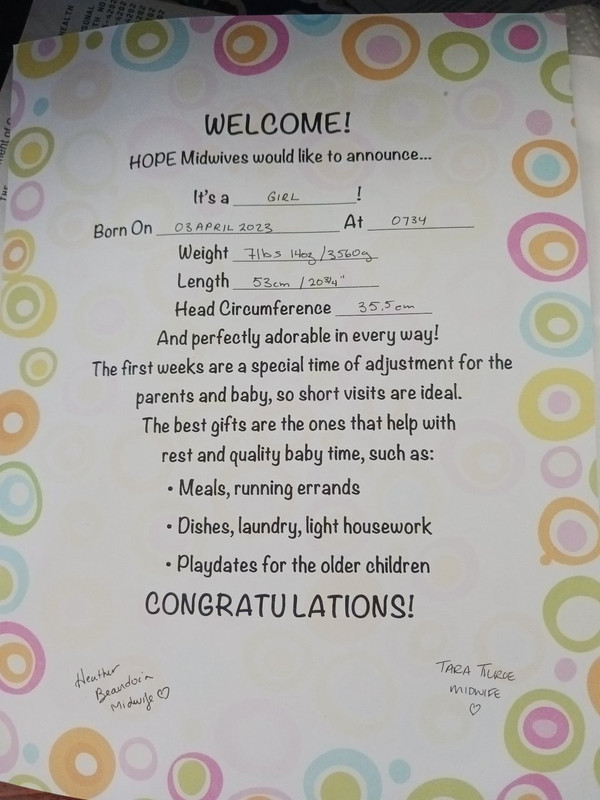 WELCOME!
HOPE Midwives would like to announce...
It's a GIRL !
Born On 03 APRIL 2023 At 0734
Weight 7lbs 14oz / 3560g
Length 53cm / 20 3/4"
Head Circumference 35.5cm
And perfectly adorable in every way!
The first weeks are a special time of adjustment for the
parents and baby, so short visits are ideal.
The best gifts are the ones that help with
rest and quality baby time, such as:
• Meals, running errands
• Dishes, laundry, light housework
• Playdates for the older children
CONGRATULATIONS!
Heather
Beaudoin
Midwife ♡
TARA
MIDWIFE
♡